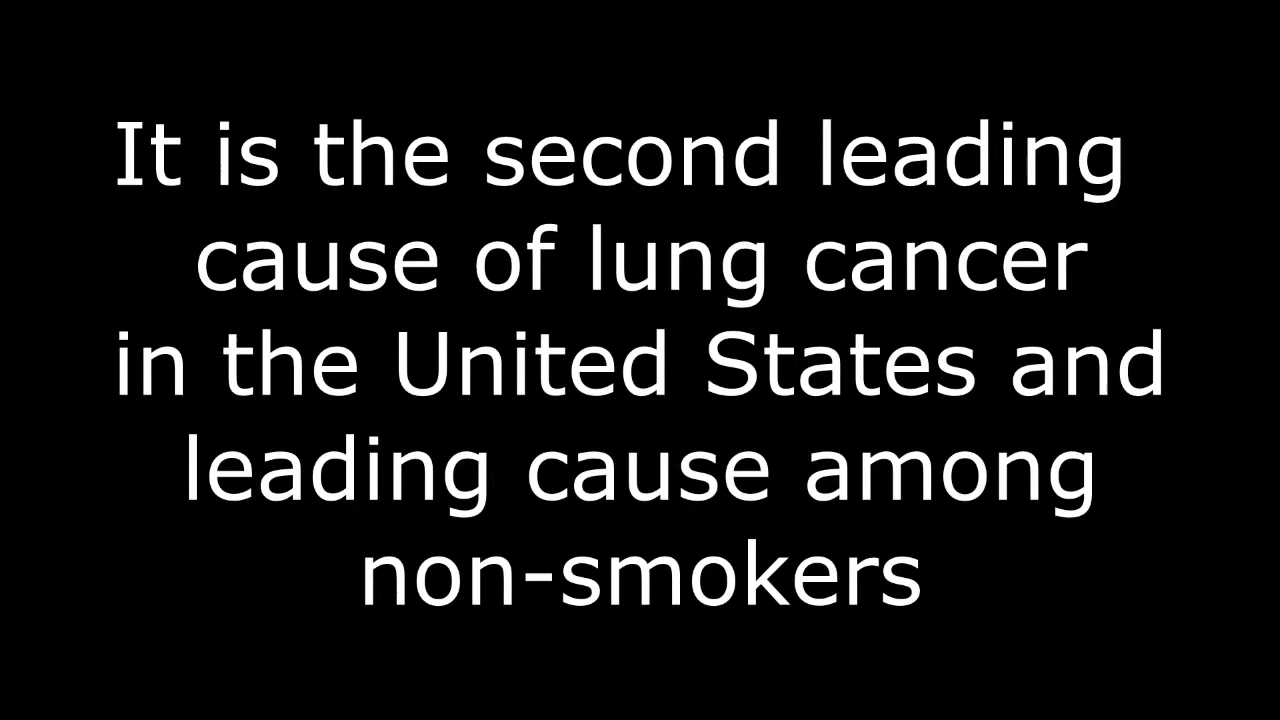 It is the second leading
cause of lung cancer
in the United States and
leading cause among
non-smokers